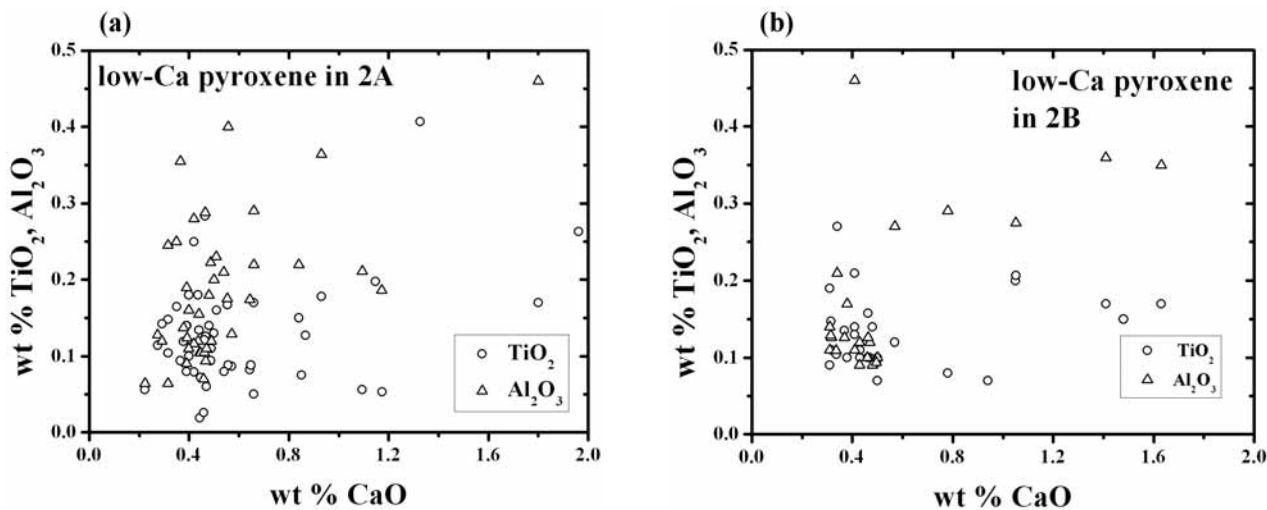 (a)
low-Ca pyroxene in 2A
wt % TiO₂, Al₂O₃
0.5
0.4
0.3
0.2
0.1
0.0
0.0 0.4 0.8 1.2 1.6 2.0
wt % CaO
TiO₂
Al₂O₃
(b)
low-Ca pyroxene
in 2B
wt % TiO₂, Al₂O₃
0.5
0.4
0.3
0.2
0.1
0.0
0.0 0.4 0.8 1.2 1.6 2.0
wt % CaO
TiO₂
Al₂O₃